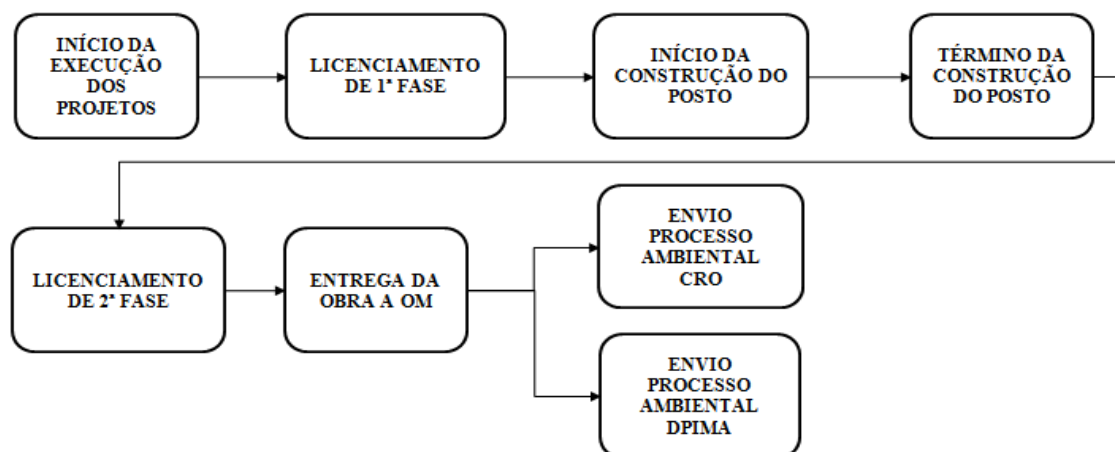 INÍCIO DA
EXECUÇÃO
DOS
PROJETOS
LICENCIAMENTO
DE 1ª FASE
INÍCIO DA
CONSTRUÇÃO DO
POSTO
TÉRMINO DA
CONSTRUÇÃO
DO POSTO
LICENCIAMENTO
DE 2ª FASE
ENTREGA DA
OBRA A OM
ENVIO
PROCESSO
AMBIENTAL
CRO
ENVIO
PROCESSO
AMBIENTAL
DPIMA